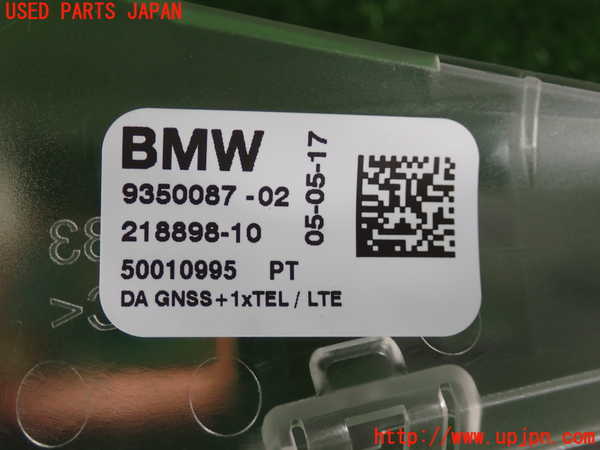 USED PARTS JAPAN
BMW
9350087-02
218898-10
50010995 PT
DA GNSS+1xTEL / LTE
05-05-17
http://www.upjpn.com/